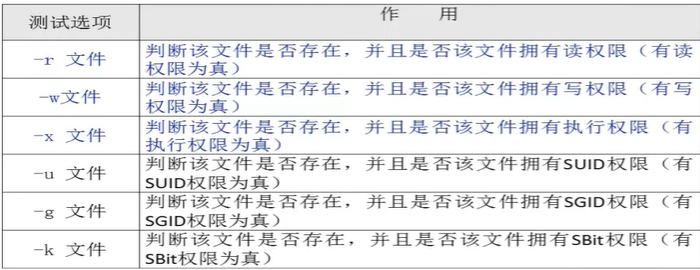 测试选项 作 用
-r 文件 判断该文件是否存在，并且是否该文件拥有读权限（有读
权限为真）
-w文件 判断该文件是否存在，并且是否该文件拥有写权限（有写
权限为真）
-x 文件 判断该文件是否存在，并且是否该文件拥有执行权限（有
执行权限为真）
-u 文件 判断该文件是否存在，并且是否该文件拥有SUID权限（有
SUID权限为真）
-g 文件 判断该文件是否存在，并且是否该文件拥有SGID权限（有
SGID权限为真）
-k 文件 判断该文件是否存在，并且是否该文件拥有SBit权限（有
SBit权限为真）